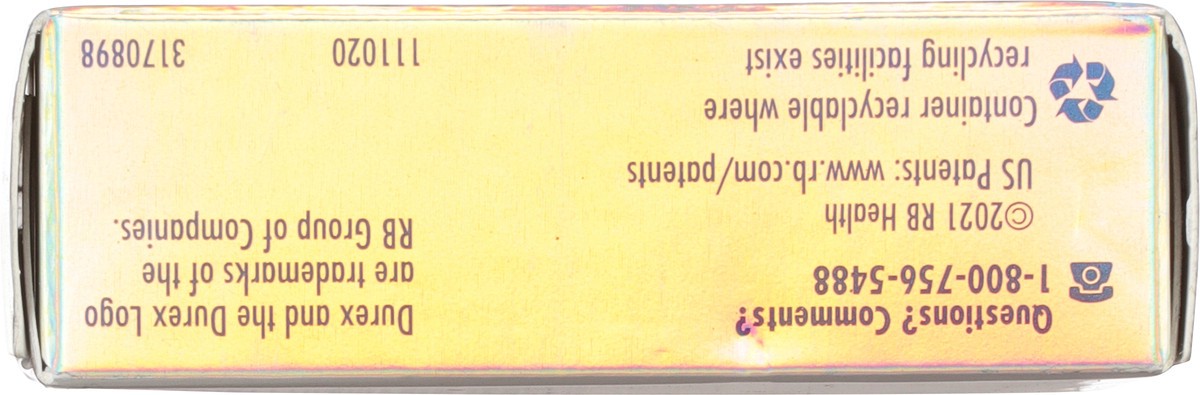 Questions? Comments?
1-800-756-5488
©2021 RB Health
US Patents: www.rb.com/patents
Container recyclable where
recycling facilities exist
Durex and the Durex Logo
are trademarks of the
RB Group of Companies.
111020
3170898